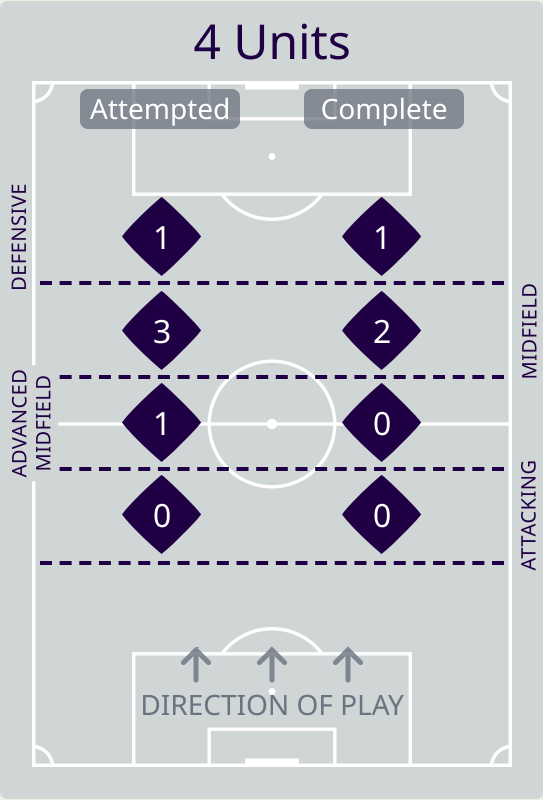 4 Units
Attempted Complete
DEFENSIVE
1 1
MIDFIELD
3 2
ADVANCED
MIDFIELD
1 0
ATTACKING
0 0
DIRECTION OF PLAY